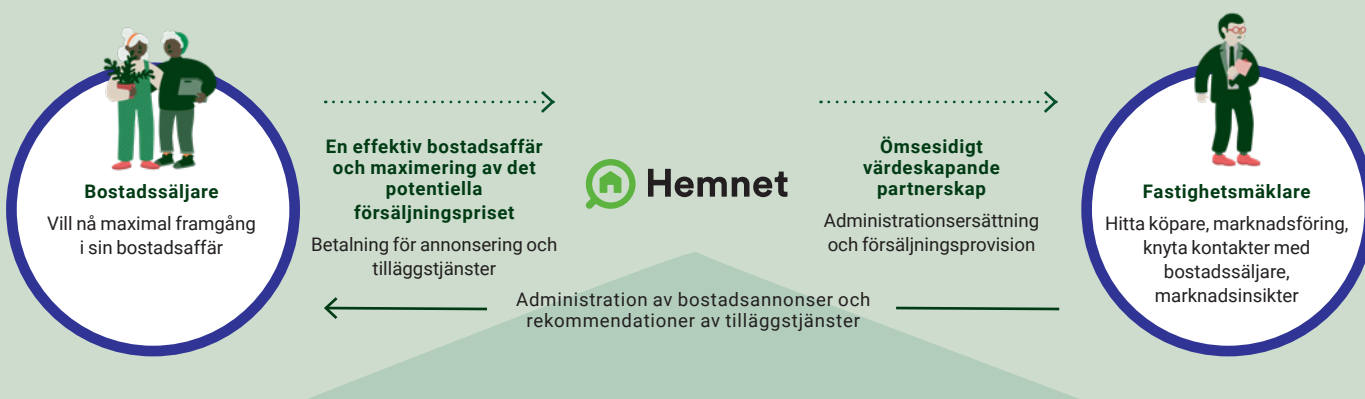 Bostadssäljare
Vill nå maximal framgång
i sin bostadsaffär
En effektiv bostadsaffär
och maximering av det
potentiella
försäljningspriset
Betalning för annonsering och
tilläggstjänster
Hemnet
Ömsesidigt
värdeskapande
partnerskap
Administrationsersättning
och försäljningsprovision
Administration av bostadsannonser och
rekommendationer av tilläggstjänster
Fastighetsmäklare
Hitta köpare, marknadsföring,
knyta kontakter med
bostadssäljare,
marknadsinsikter